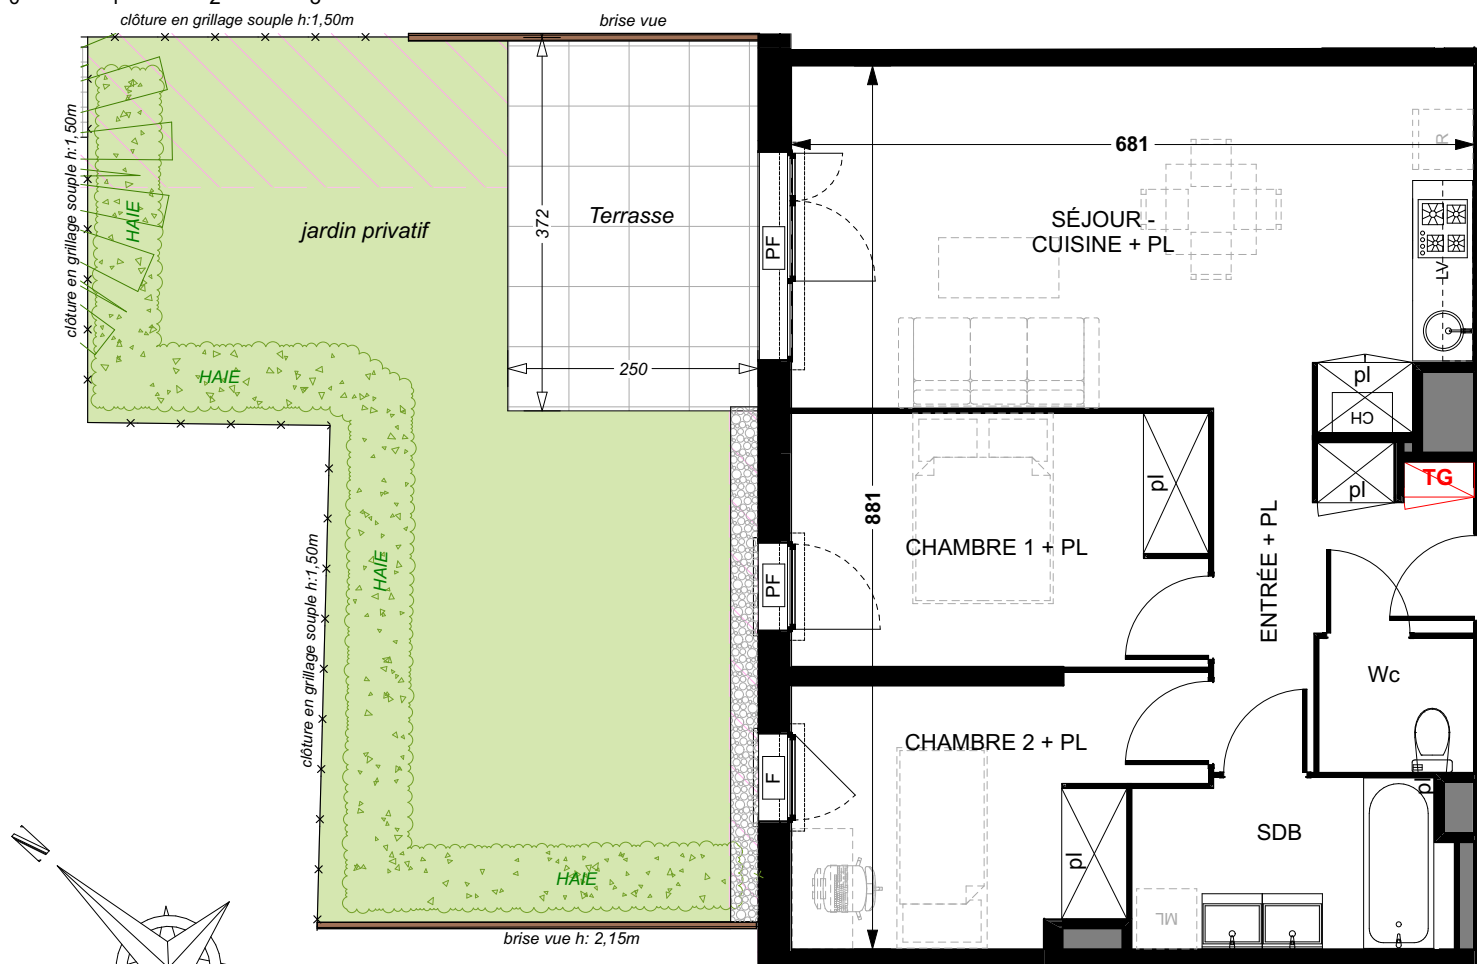 clôture en grillage souple h:1,50m
brise vue
clôture en grillage souple h:1,50m
HAIE
jardin privatif
Terrasse
372
250
PF
681
R
SÉJOUR -
CUISINE + PL
LV
pl
CH
pl
TG
HAIE
881
pl
CHAMBRE 1 + PL
PF
ENTRÉE + PL
HAIE
clôture en grillage souple h:1,50m
Wc
CHAMBRE 2 + PL
F
pl
SDB
pl
ML
HAIE
brise vue h: 2,15m
N